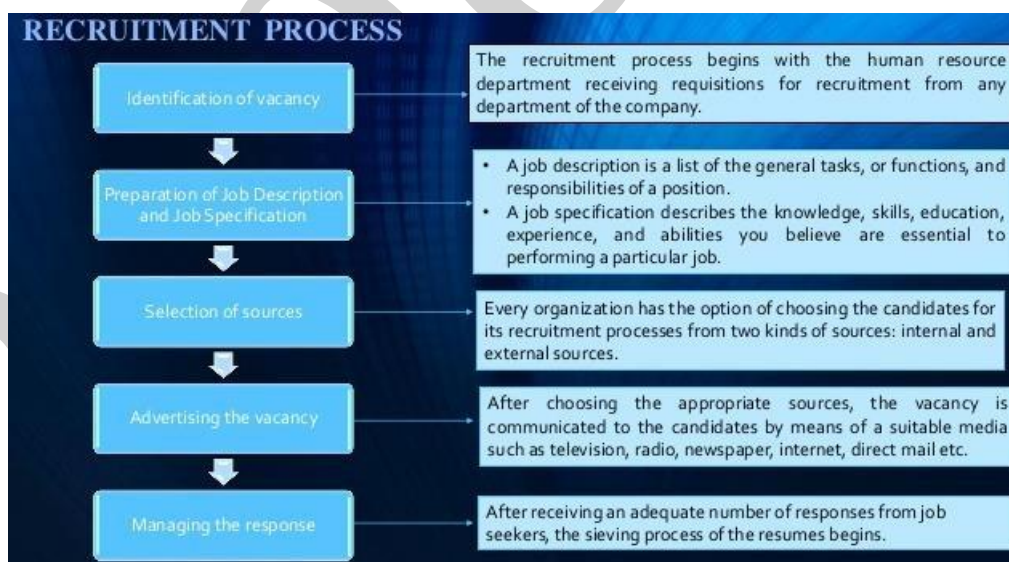 RECRUITMENT PROCESS
Identification of vacancy
The recruitment process begins with the human resource
department receiving requisitions for recruitment from any
department of the company.
Preparation of Job Description
and Job Specification
• A job description is a list of the general tasks, or functions, and
responsibilities of a position.
• A job specification describes the knowledge, skills, education,
experience, and abilities you believe are essential to
performing a particular job.
Selection of sources
Every organization has the option of choosing the candidates for
its recruitment processes from two kinds of sources: internal and
external sources.
Advertising the vacancy
After choosing the appropriate sources, the vacancy is
communicated to the candidates by means of a suitable media
such as television, radio, newspaper, internet, direct mail etc.
Managing the response
After receiving an adequate number of responses from job
seekers, the sieving process of the resumes begins.